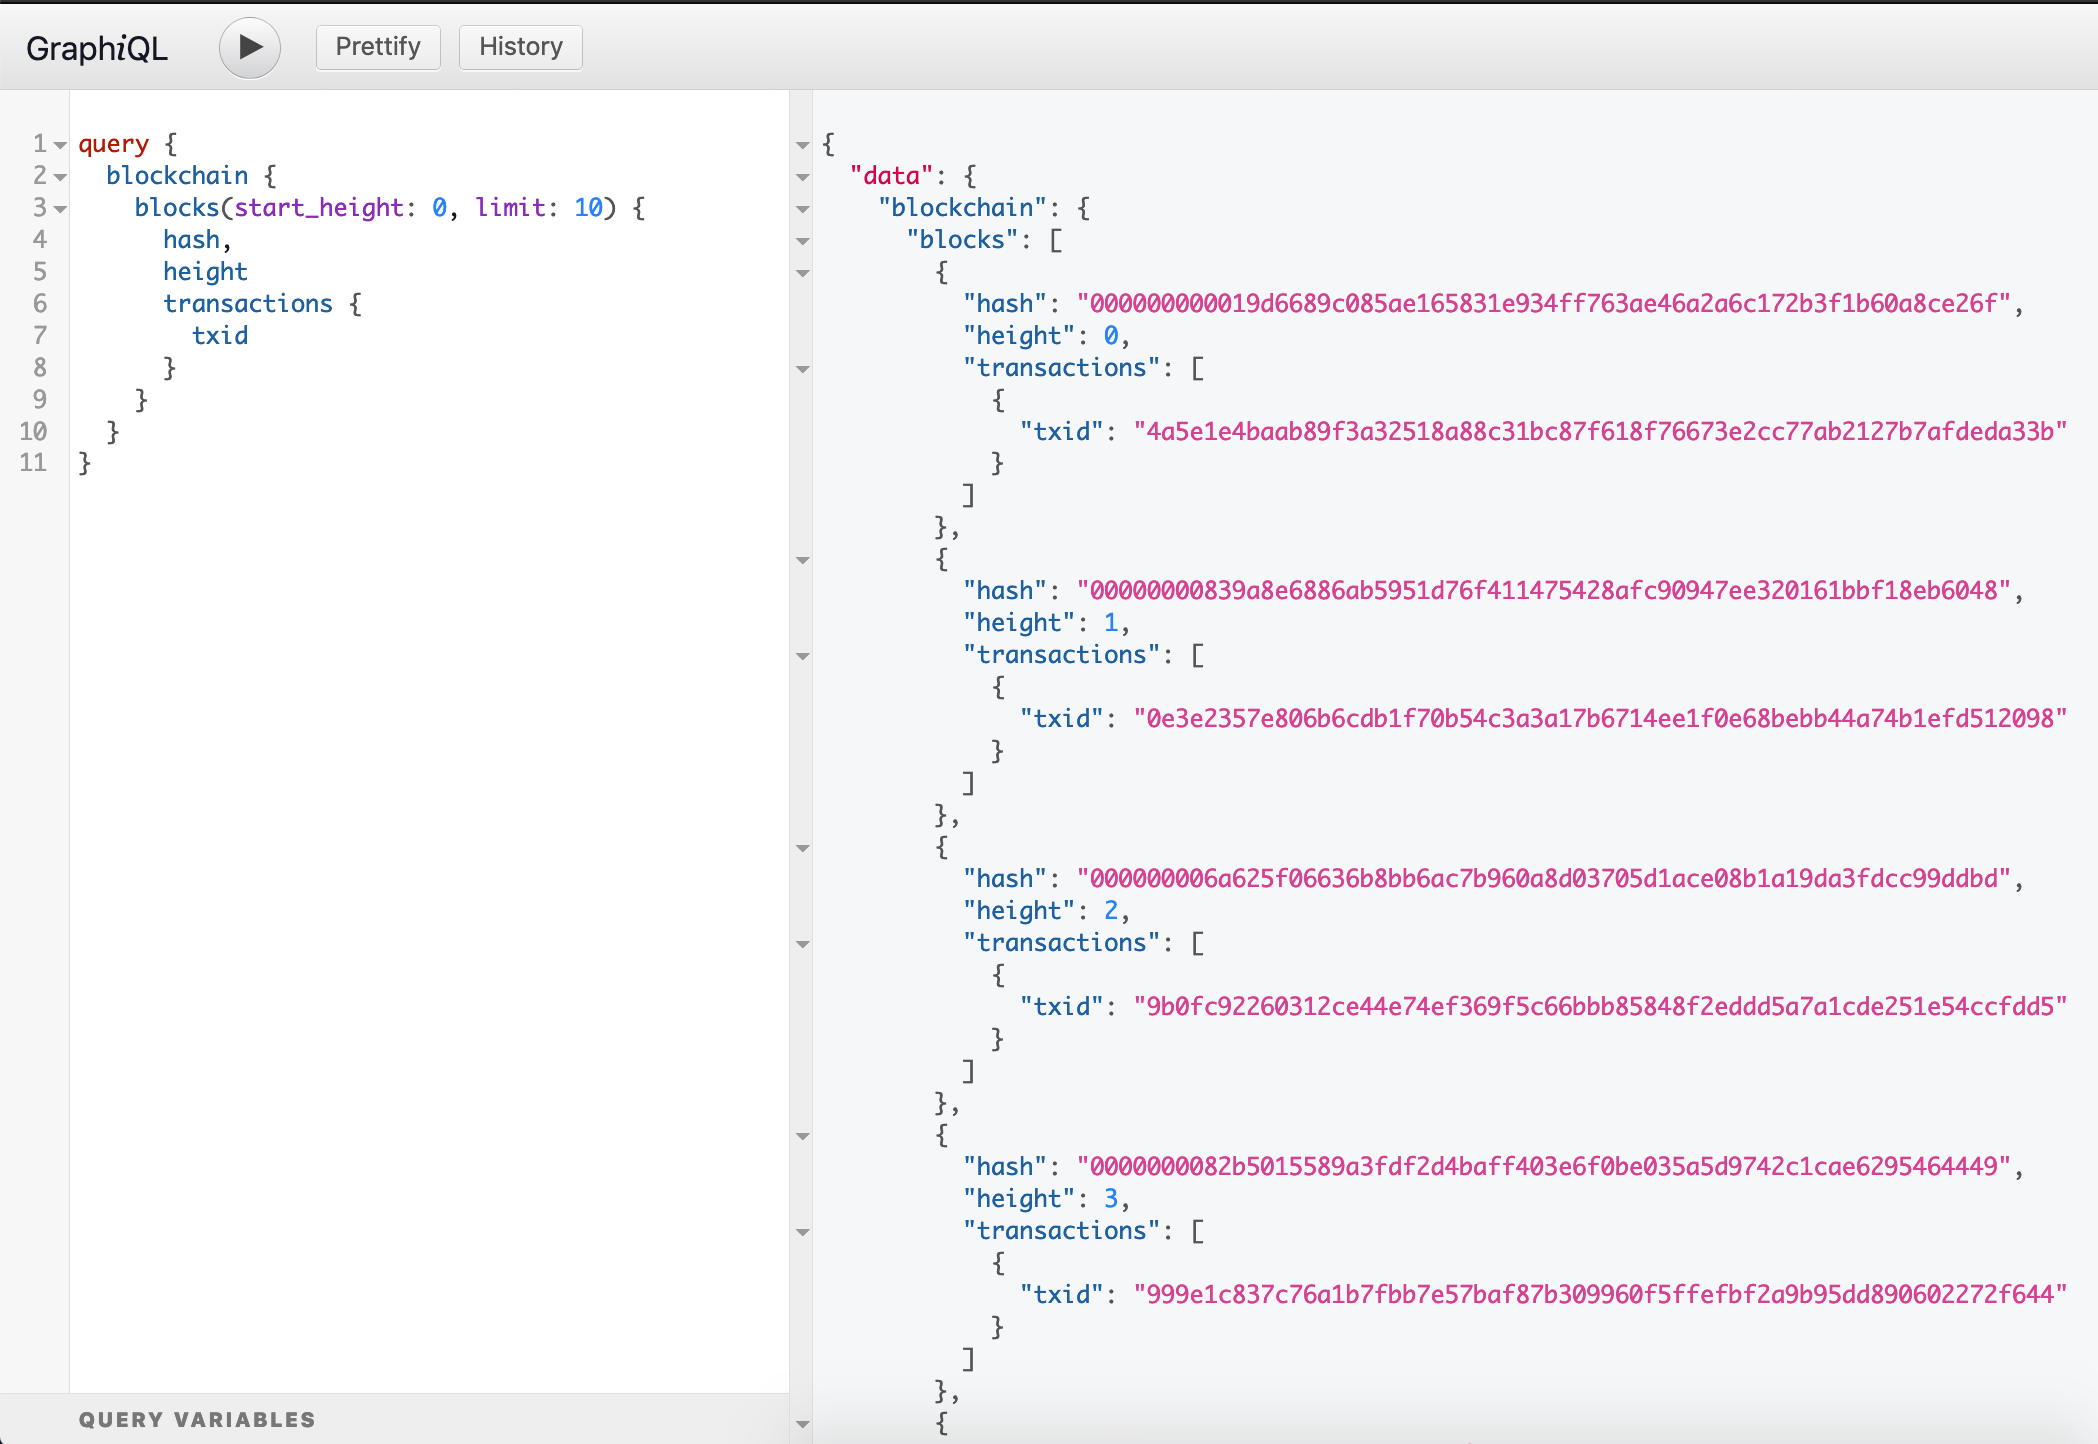 GraphiQL Prettify History
1 query {
2 blockchain {
3 blocks(start_height: 0, limit: 10) {
4 hash,
5 height
6 transactions {
7 txid
8 }
9 }
10 }
11 }
QUERY VARIABLES
{
"data": {
"blockchain": {
"blocks": [
{
"hash": "000000000019d6689c085ae165831e934ff763ae46a2a6c172b3f1b60a8ce26f",
"height": 0,
"transactions": [
{
"txid": "4a5e1e4baab89f3a32518a88c31bc87f618f76673e2cc77ab2127b7afdeda33b"
}
]
},
{
"hash": "00000000839a8e6886ab5951d76f411475428afc90947ee320161bbf18eb6048",
"height": 1,
"transactions": [
{
"txid": "0e3e2357e806b6cdb1f70b54c3a3a17b6714ee1f0e68bebb44a74b1efd512098"
}
]
},
{
"hash": "000000006a625f06636b8bb6ac7b960a8d03705d1ace08b1a19da3fdcc99ddbd",
"height": 2,
"transactions": [
{
"txid": "9b0fc92260312ce44e74ef369f5c66bbb85848f2eddd5a7a1cde251e54ccfdd5"
}
]
},
{
"hash": "0000000082b5015589a3fdf2d4baff403e6f0be035a5d9742c1cae6295464449",
"height": 3,
"transactions": [
{
"txid": "999e1c837c76a1b7fbb7e57baf87b309960f5ffefbf2a9b95dd890602272f644"
}
]
},
{